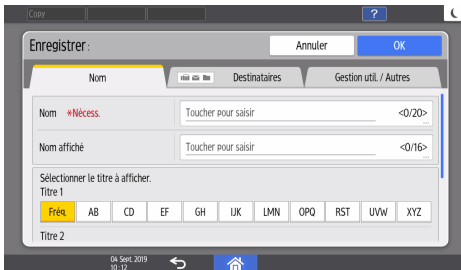 Copy
?
Enregistrer :
Annuler
OK
Nom
Destinataires
Gestion util. / Autres
Nom *Nécess.
Toucher pour saisir
<0/20>
...
Nom affiché
Toucher pour saisir
<0/16>
...
Sélectionner le titre à afficher.
Titre 1
Fréq. AB CD EF GH IJK LMN OPQ RST UVW XYZ
Titre 2
04 Sept. 2019
10:12